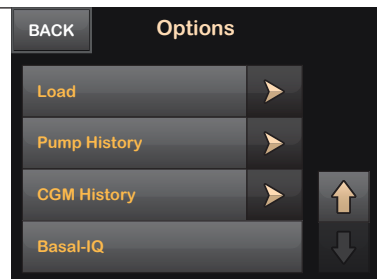 BACK
Options
Load
Pump History
CGM History
Basal-IQ